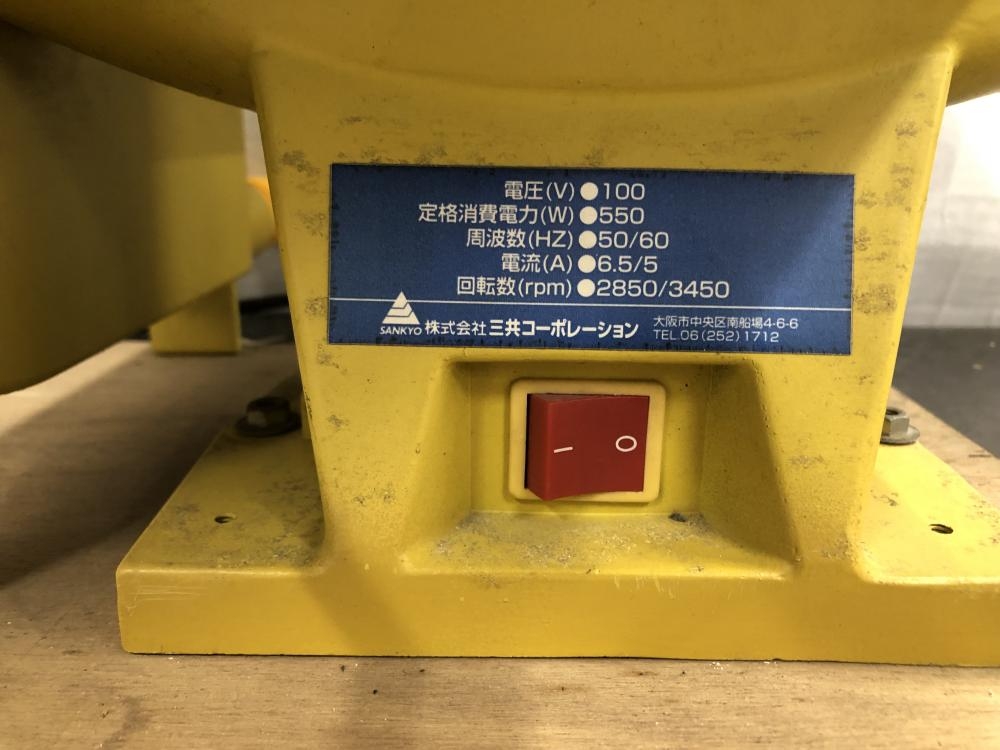 電圧(V)●100
定格消費電力(W)●550
周波数(HZ)●50/60
電流(A)●6.5/5
回転数(rpm)●2850/3450
SANKYO 株式会社三共コーポレーション
大阪市中央区南船場4-6-6
TEL.06(252)1712
I O